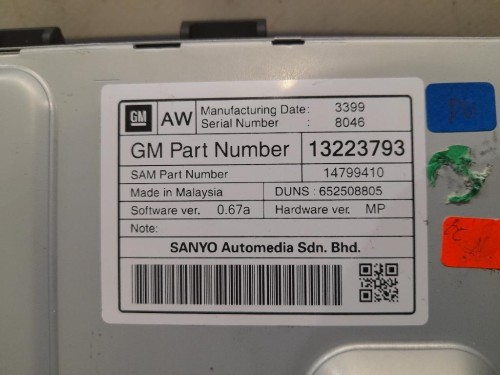 GM
AW
Manufacturing Date: 3399
Serial Number : 8046
GM Part Number 13223793
SAM Part Number 14799410
Made in Malaysia DUNS : 652508805
Software ver. 0.67a Hardware ver. MP
Note:
SANYO Automedia Sdn. Bhd.